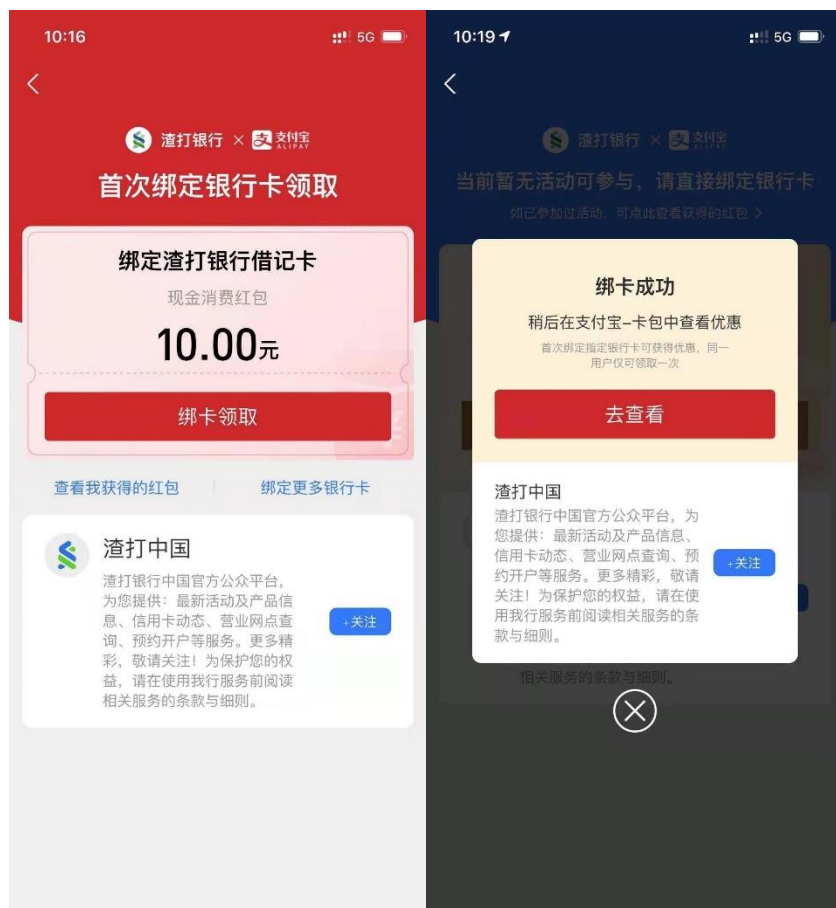 10:16
5G
渣打银行 × 支 支付宝
ALIPAY
首次绑定银行卡领取
绑定渣打银行借记卡
现金消费红包
10.00元
绑卡领取
查看我获得的红包
绑定更多银行卡
渣打中国
渣打银行中国官方公众平台，
为您提供：最新活动及产品信
息、信用卡动态、营业网点查
询、预约开户等服务。更多精
彩，敬请关注！为保护您的权
益，请在使用我行服务前阅读
相关服务的条款与细则。
+关注
10:19
5G
渣打银行 × 支 支付宝
ALIPAY
当前暂无活动可参与，请直接绑定银行卡
如已参加过活动，可点此查看获得的红包 >
绑卡成功
稍后在支付宝-卡包中查看优惠
首次绑定指定银行卡可获得优惠，同一
用户仅可领取一次
去查看
渣打中国
渣打银行中国官方公众平台，为
您提供：最新活动及产品信息、
信用卡动态、营业网点查询、预
约开户等服务。更多精彩，敬请
关注！为保护您的权益，请在使
用我行服务前阅读相关服务的条
款与细则。
+关注
相关服务的条款与细则。